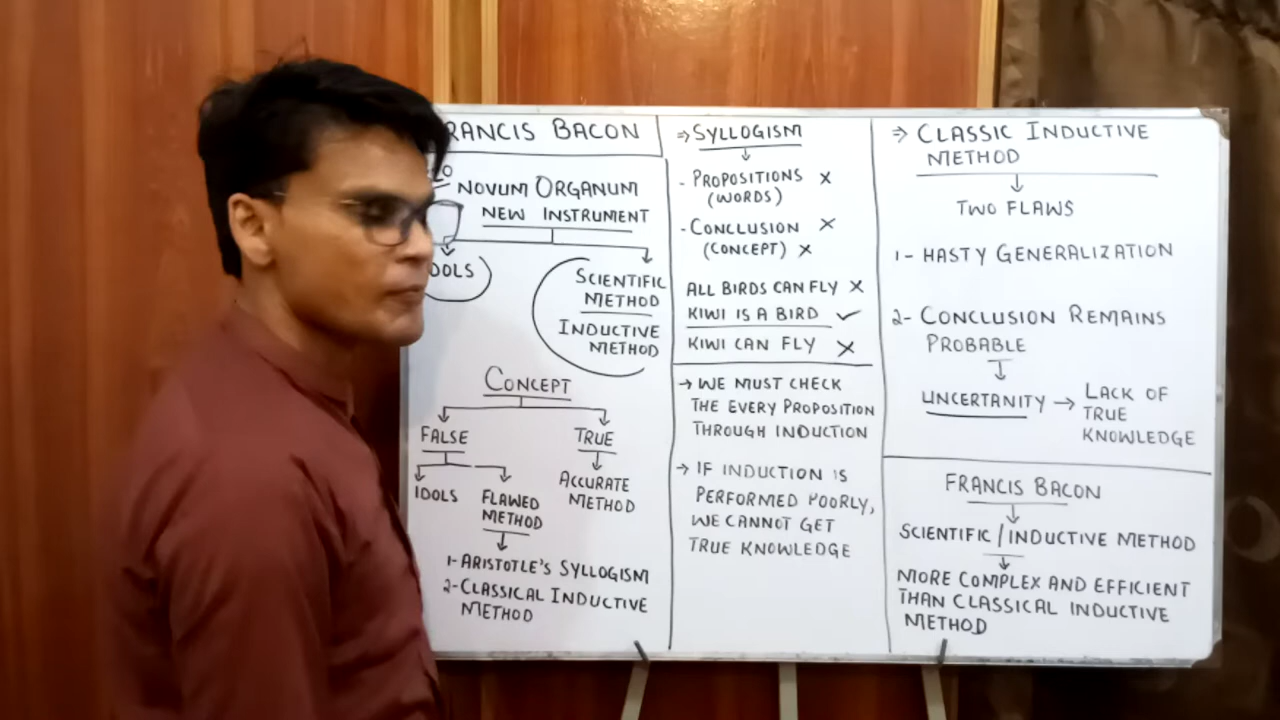 RANCIS BACON
NOVUM ORGANUM
NEW INSTRUMENT
DOLS
SCIENTIFIC
METHOD
INDUCTIVE
METHOD
CONCEPT
FALSE
TRUE
IDOLS
FLAWED
METHOD
ACCURATE
METHOD
1- ARISTOTLE'S SYLLOGISM
2- CLASSICAL INDUCTIVE
METHOD
⇒ SYLLOGISM
- PROPOSITIONS ×
(WORDS)
- CONCLUSION ×
(CONCEPT) ×
ALL BIRDS CAN FLY ×
KIWI IS A BIRD ✓
KIWI CAN FLY ×
→ WE MUST CHECK
THE EVERY PROPOSITION
THROUGH INDUCTION
→ IF INDUCTION IS
PERFORMED POORLY,
WE CANNOT GET
TRUE KNOWLEDGE
⇒ CLASSIC INDUCTIVE
METHOD
TWO FLAWS
1- HASTY GENERALIZATION
2- CONCLUSION REMAINS
PROBABLE
UNCERTANITY → LACK OF
TRUE
KNOWLEDGE
FRANCIS BACON
SCIENTIFIC / INDUCTIVE METHOD
MORE COMPLEX AND EFFICIENT
THAN CLASSICAL INDUCTIVE
METHOD